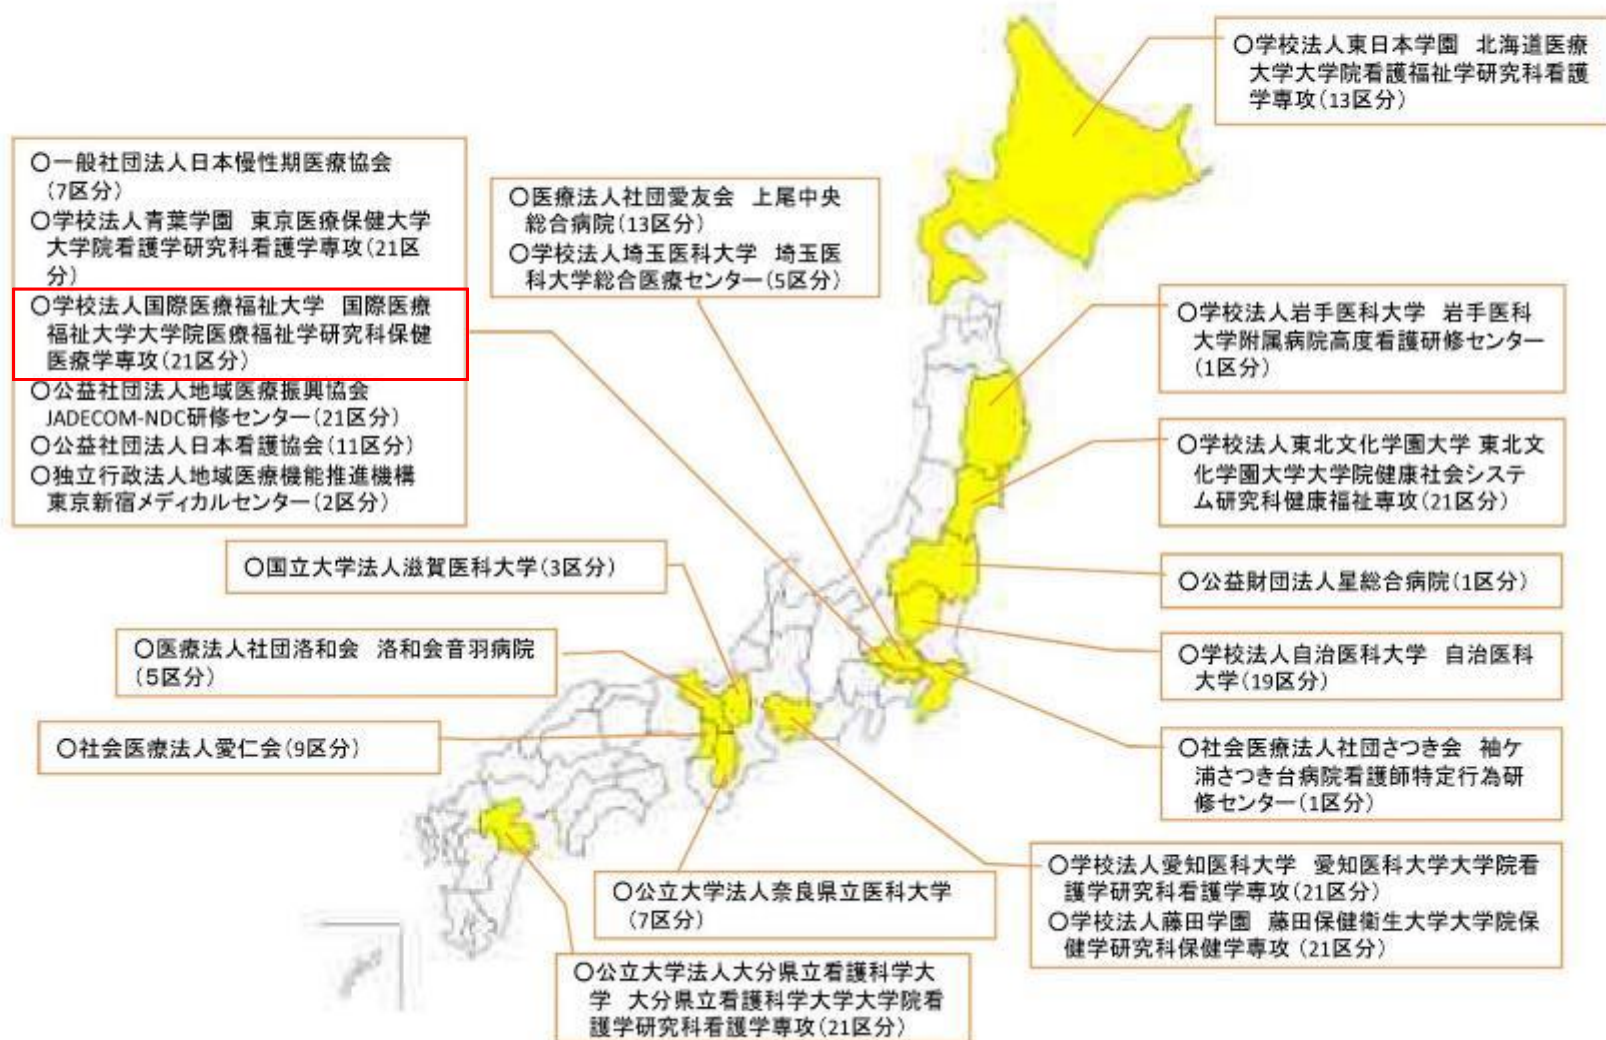 〇学校法人東日本学園　北海道医療
大学大学院看護福祉学研究科看護
学専攻(13区分)
〇一般社団法人日本慢性期医療協会
(7区分)
〇学校法人青葉学園　東京医療保健大学
大学院看護学研究科看護学専攻(21区
分)
〇学校法人国際医療福祉大学　国際医療
福祉大学大学院医療福祉学研究科保健
医療学専攻(21区分)
〇公益社団法人地域医療振興協会
JADECOM-NDC研修センター(21区分)
〇公益社団法人日本看護協会(11区分)
〇独立行政法人地域医療機能推進機構
東京新宿メディカルセンター(2区分)
〇医療法人社団愛友会　上尾中央
総合病院(13区分)
〇学校法人埼玉医科大学　埼玉医
科大学総合医療センター(5区分)
〇学校法人岩手医科大学　岩手医科
大学附属病院高度看護研修センター
(1区分)
〇学校法人東北文化学園大学 東北文
化学園大学大学院健康社会システ
ム研究科健康福祉専攻(21区分)
〇国立大学法人滋賀医科大学(3区分)
〇公益財団法人星総合病院(1区分)
〇医療法人社団洛和会　洛和会音羽病院
(5区分)
〇学校法人自治医科大学　自治医科
大学(19区分)
〇社会医療法人愛仁会(9区分)
〇社会医療法人社団さつき会　袖ケ
浦さつき台病院看護師特定行為研
修センター(1区分)
〇公立大学法人奈良県立医科大学
(7区分)
〇学校法人愛知医科大学　愛知医科大学大学院看
護学研究科看護学専攻(21区分)
〇学校法人藤田学園　藤田保健衛生大学大学院保
健学研究科保健学専攻 (21区分)
〇公立大学法人大分県立看護科学大
学　大分県立看護科学大学大学院看
護学研究科看護学専攻(21区分)